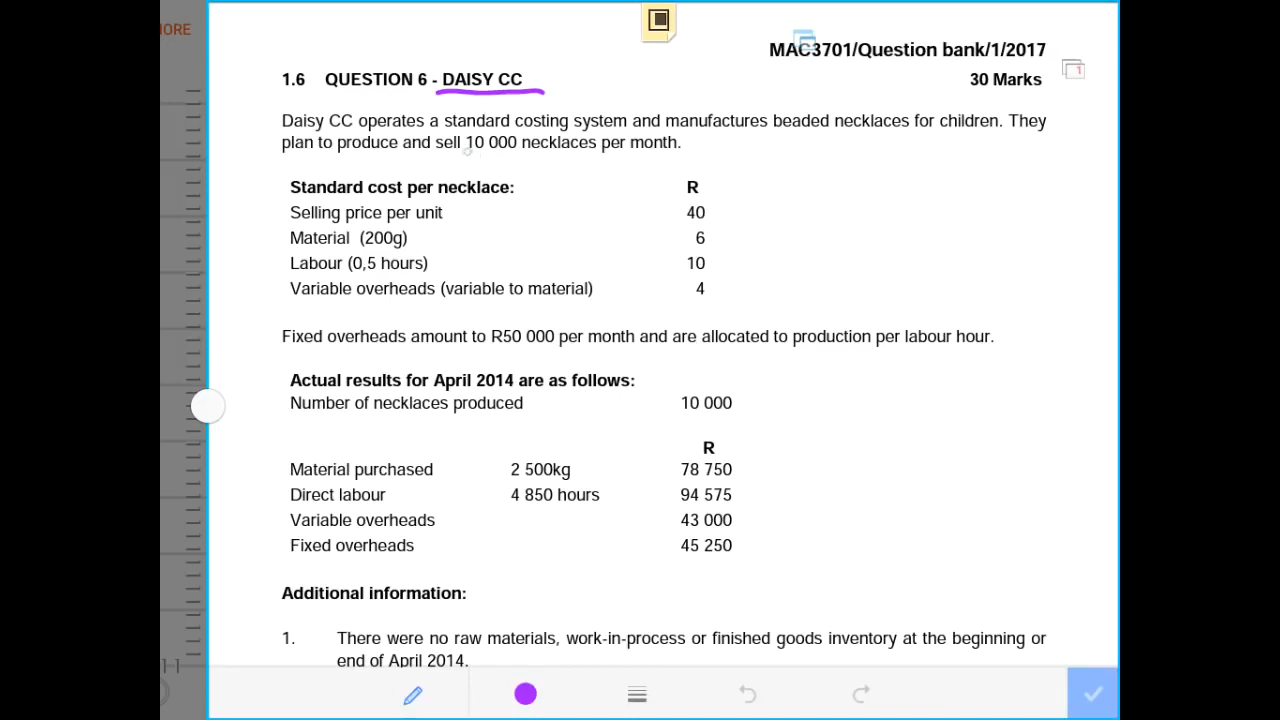 ORE
MAC3701/Question bank/1/2017
1.6 QUESTION 6 - DAISY CC 30 Marks
1
Daisy CC operates a standard costing system and manufactures beaded necklaces for children. They
plan to produce and sell 10 000 necklaces per month.
Standard cost per necklace: R
Selling price per unit 40
Material (200g) 6
Labour (0,5 hours) 10
Variable overheads (variable to material) 4
Fixed overheads amount to R50 000 per month and are allocated to production per labour hour.
Actual results for April 2014 are as follows:
Number of necklaces produced 10 000
R
Material purchased 2 500kg 78 750
Direct labour 4 850 hours 94 575
Variable overheads 43 000
Fixed overheads 45 250
Additional information:
1. There were no raw materials, work-in-process or finished goods inventory at the beginning or
end of April 2014.